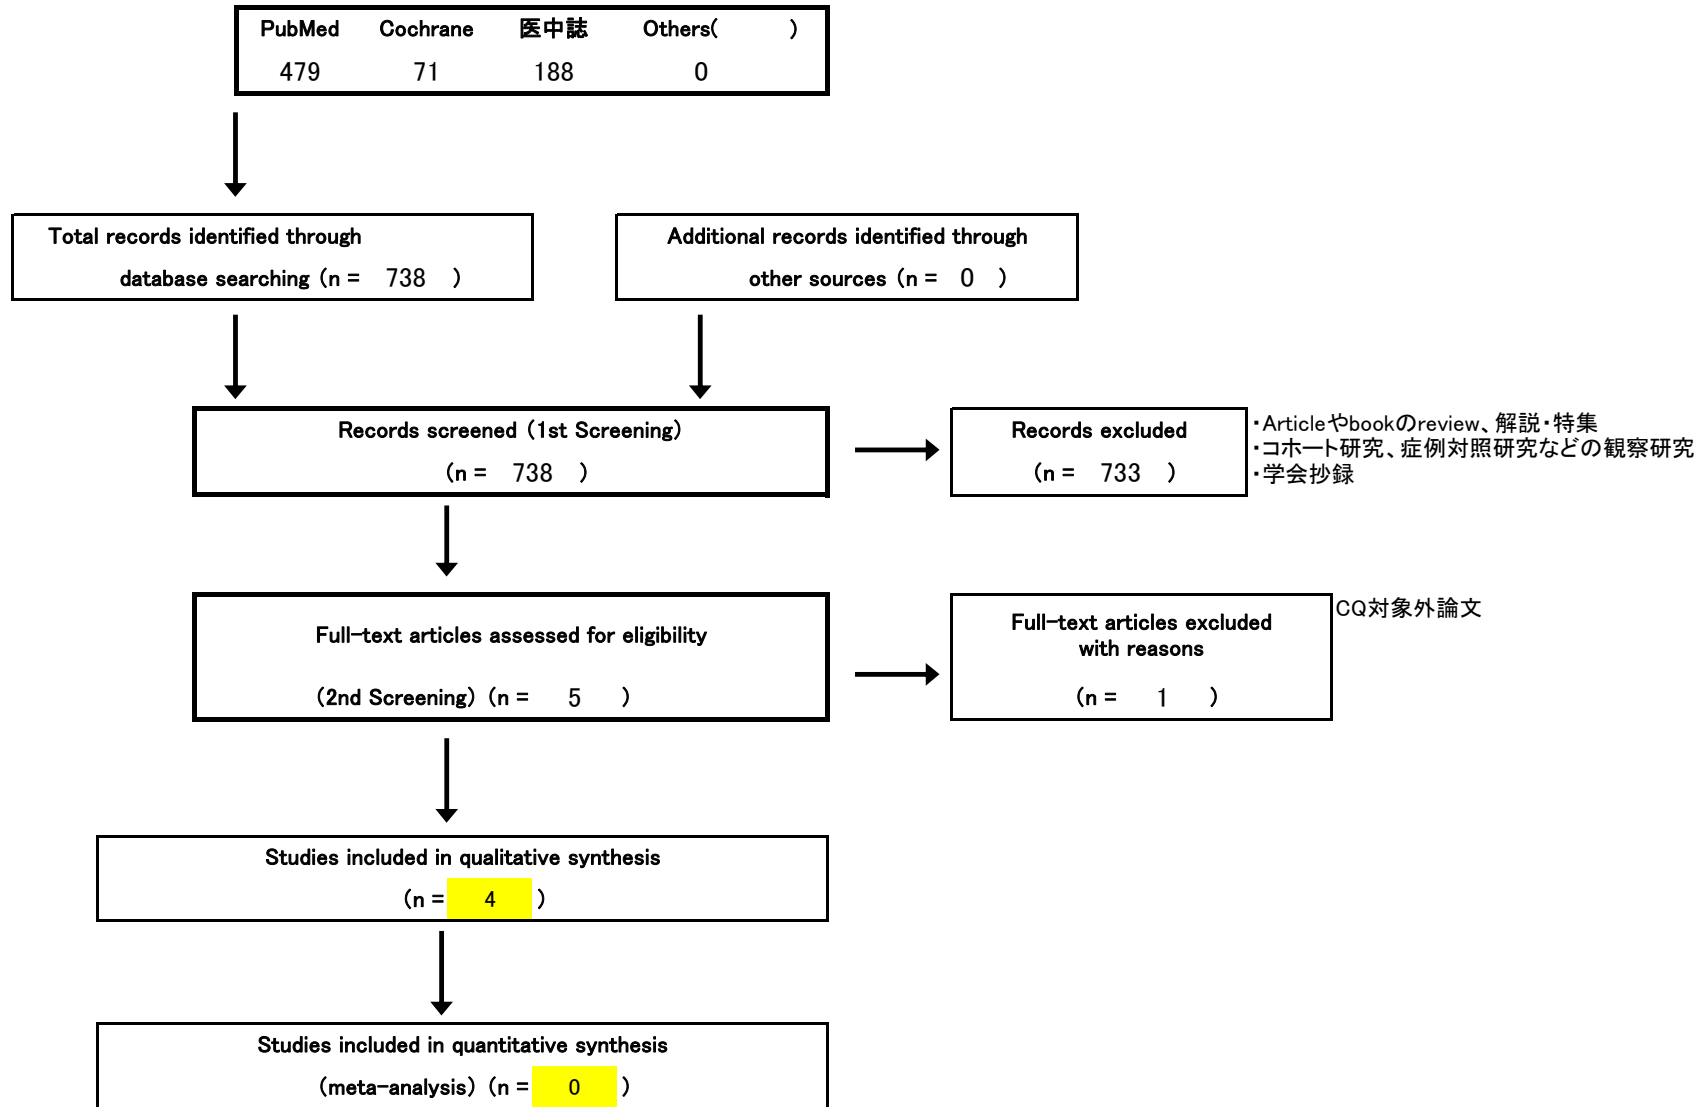 PubMed Cochrane 医中誌 Others( )
479 71 188 0
Total records identified through
database searching (n = 738 )
Additional records identified through
other sources (n = 0 )
Records screened (1st Screening)
(n = 738 )
Records excluded
(n = 733 )
・Articleやbookのreview、解説・特集
・コホート研究、症例対照研究などの観察研究
・学会抄録
Full-text articles assessed for eligibility
(2nd Screening) (n = 5 )
Full-text articles excluded
with reasons
(n = 1 )
CQ対象外論文
Studies included in qualitative synthesis
(n = 4 )
Studies included in quantitative synthesis
(meta-analysis) (n = 0 )